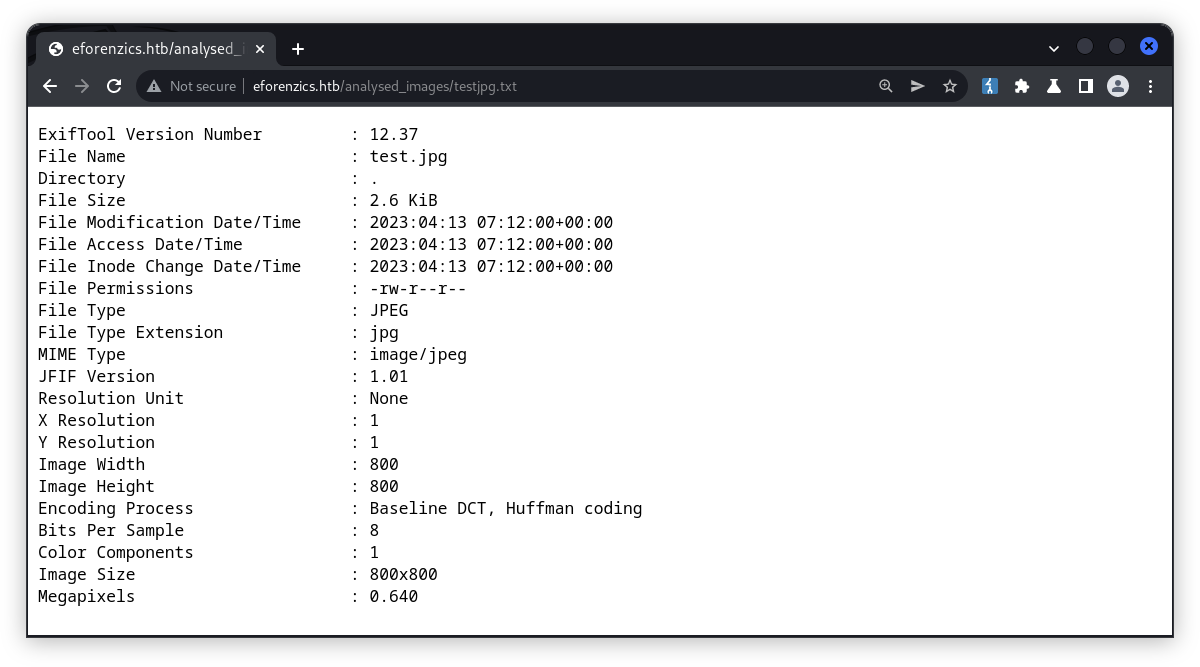 eforenzics.htb/analysed_i
Not secure eforenzics.htb/analysed_images/testjpg.txt
ExifTool Version Number : 12.37
File Name : test.jpg
Directory : .
File Size : 2.6 KiB
File Modification Date/Time : 2023:04:13 07:12:00+00:00
File Access Date/Time : 2023:04:13 07:12:00+00:00
File Inode Change Date/Time : 2023:04:13 07:12:00+00:00
File Permissions : -rw-r--r--
File Type : JPEG
File Type Extension : jpg
MIME Type : image/jpeg
JFIF Version : 1.01
Resolution Unit : None
X Resolution : 1
Y Resolution : 1
Image Width : 800
Image Height : 800
Encoding Process : Baseline DCT, Huffman coding
Bits Per Sample : 8
Color Components : 1
Image Size : 800x800
Megapixels : 0.640